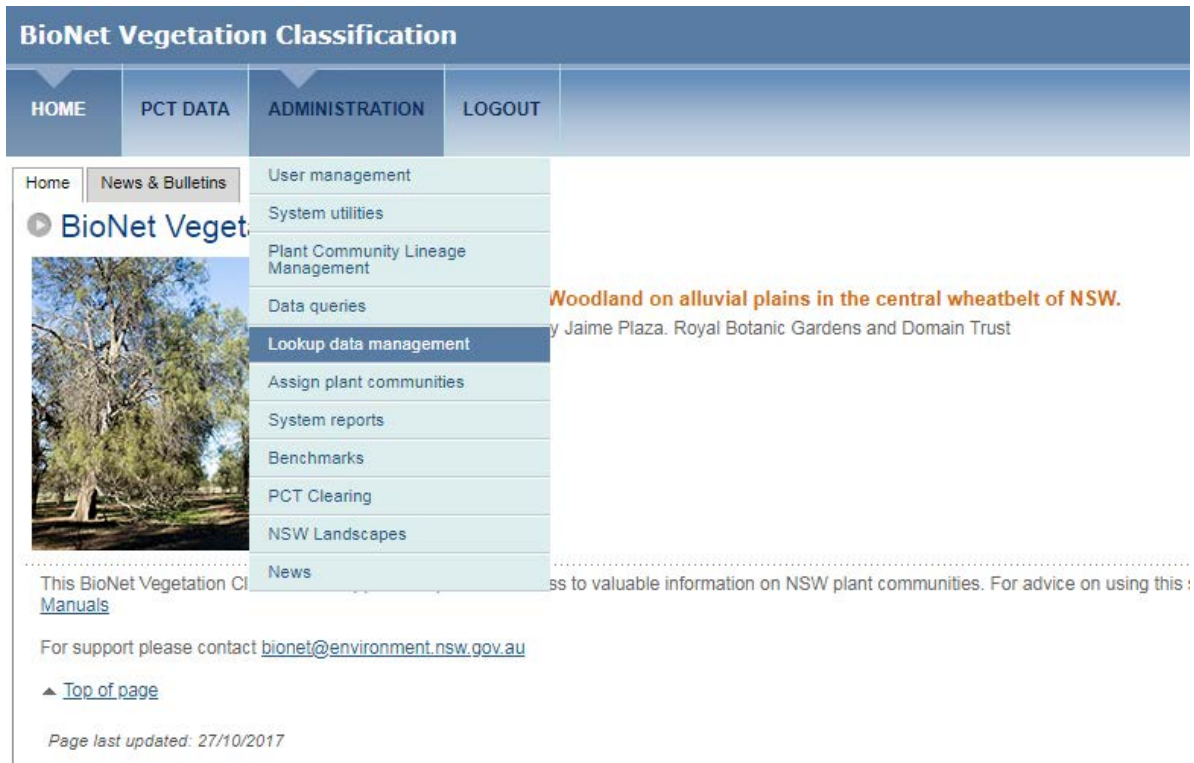 BioNet Vegetation Classification
HOME PCT DATA ADMINISTRATION LOGOUT
Home News & Bulletins
User management
System utilities
Plant Community Lineage
Management
Data queries
Lookup data management
Assign plant communities
System reports
Benchmarks
PCT Clearing
NSW Landscapes
News
BioNet Veget
Woodland on alluvial plains in the central wheatbelt of NSW.
y Jaime Plaza. Royal Botanic Gardens and Domain Trust
This BioNet Vegetation Cl ss to valuable information on NSW plant communities. For advice on using this s
Manuals
For support please contact bionet@environment.nsw.gov.au
Top of page
Page last updated: 27/10/2017